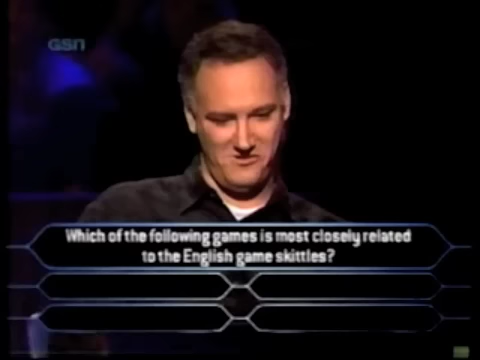 GSN
Which of the following games is most closely related
to the English game skittles?